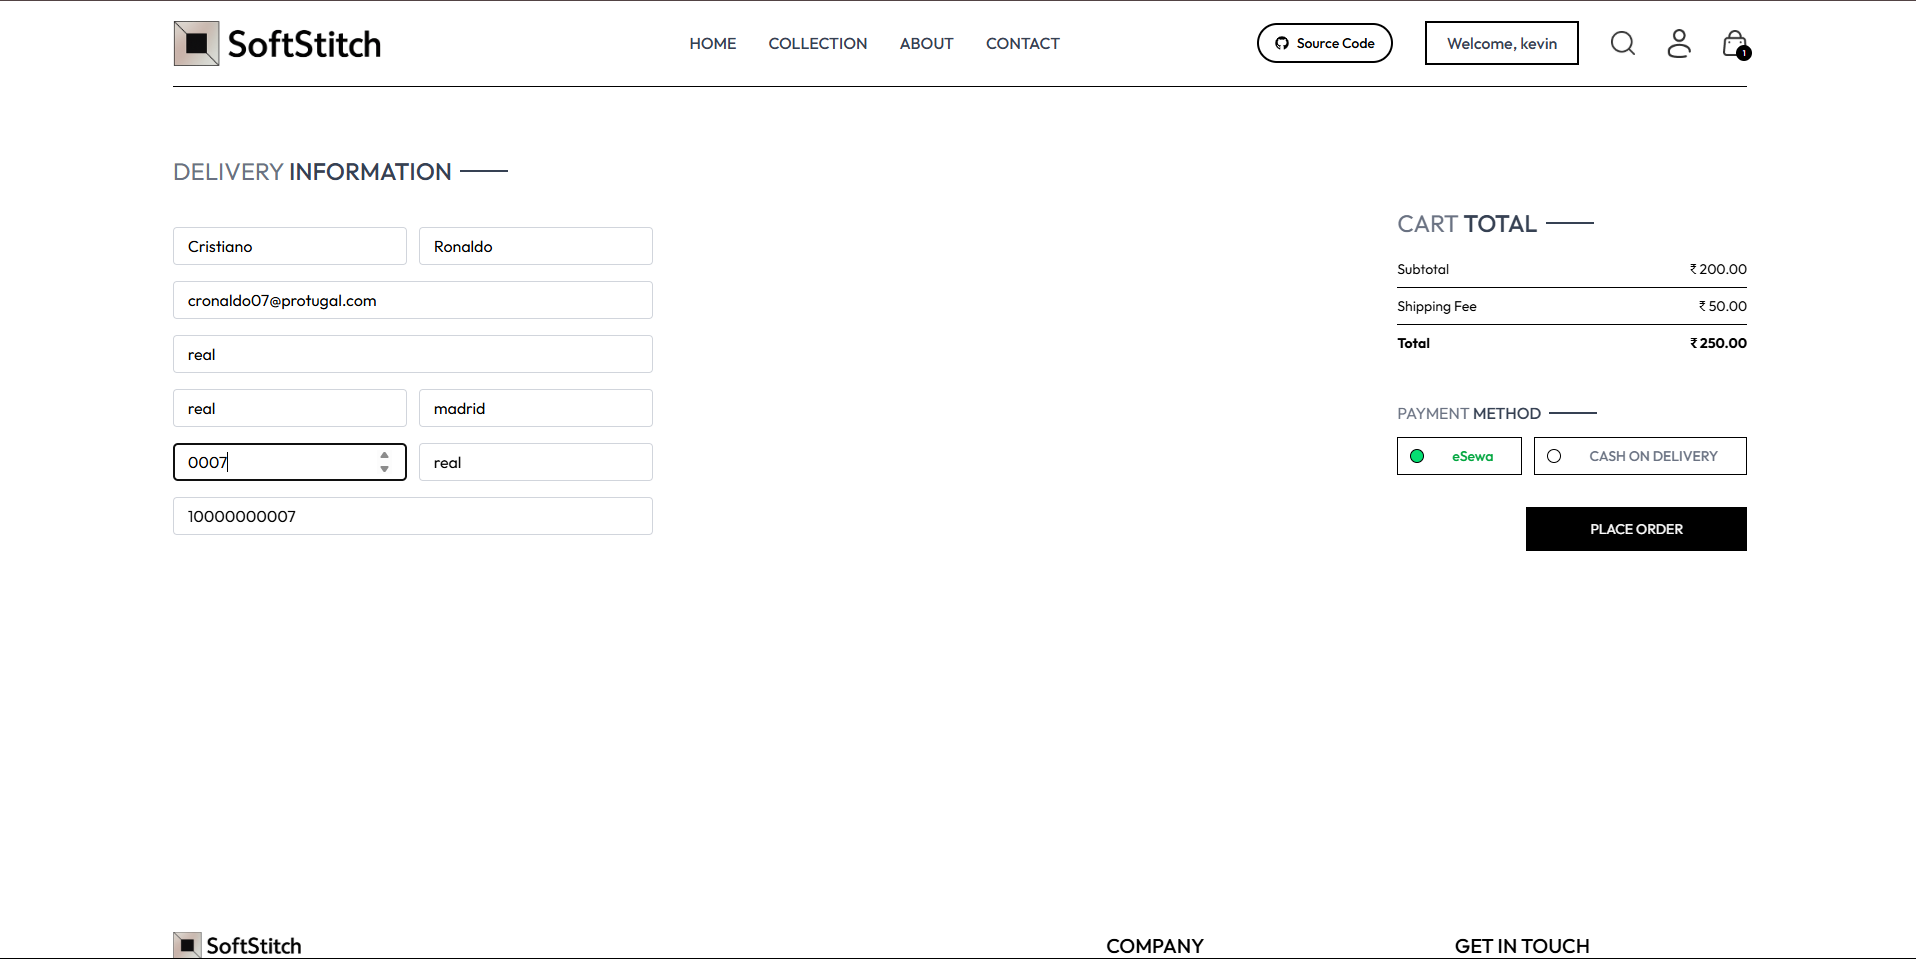 SoftStitch
HOME COLLECTION ABOUT CONTACT
Source Code
Welcome, kevin
1
DELIVERY INFORMATION
Cristiano Ronaldo
cronaldo07@protugal.com
real
real madrid
0007 real
10000000007
CART TOTAL
Subtotal ₹ 200.00
Shipping Fee ₹ 50.00
Total ₹ 250.00
PAYMENT METHOD
eSewa CASH ON DELIVERY
PLACE ORDER
SoftStitch COMPANY GET IN TOUCH